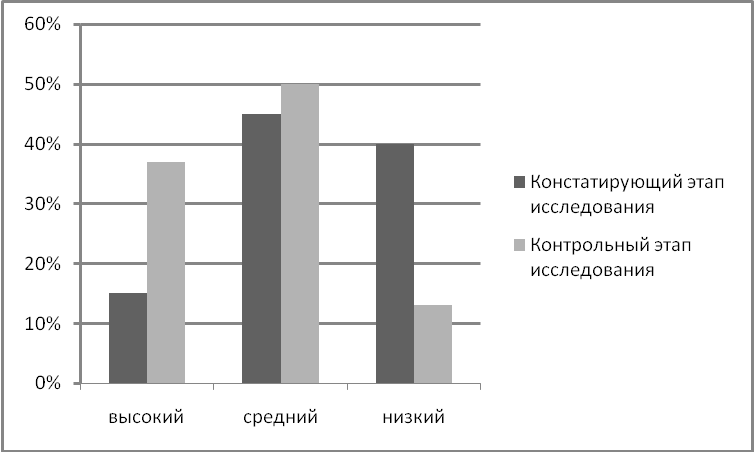 60%
50%
40%
30%
20%
10%
0%
высокий средний низкий
Констатирующий этап
исследования
Контрольный этап
исследования